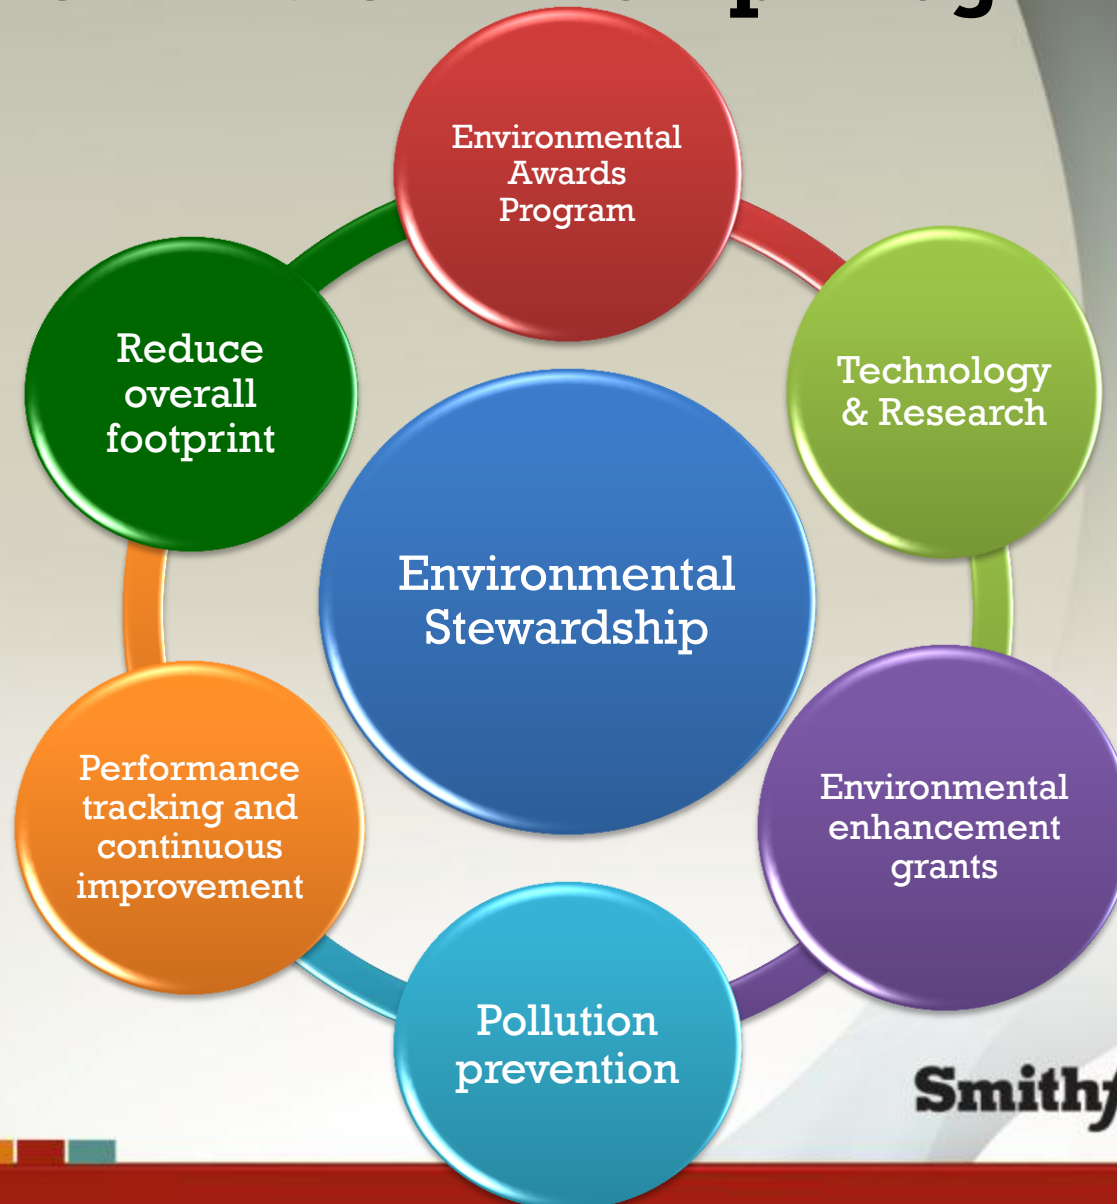 Environmental
Awards
Program
Technology
& Research
Environmental
enhancement
grants
Pollution
prevention
Performance
tracking and
continuous
improvement
Reduce
overall
footprint
Environmental
Stewardship